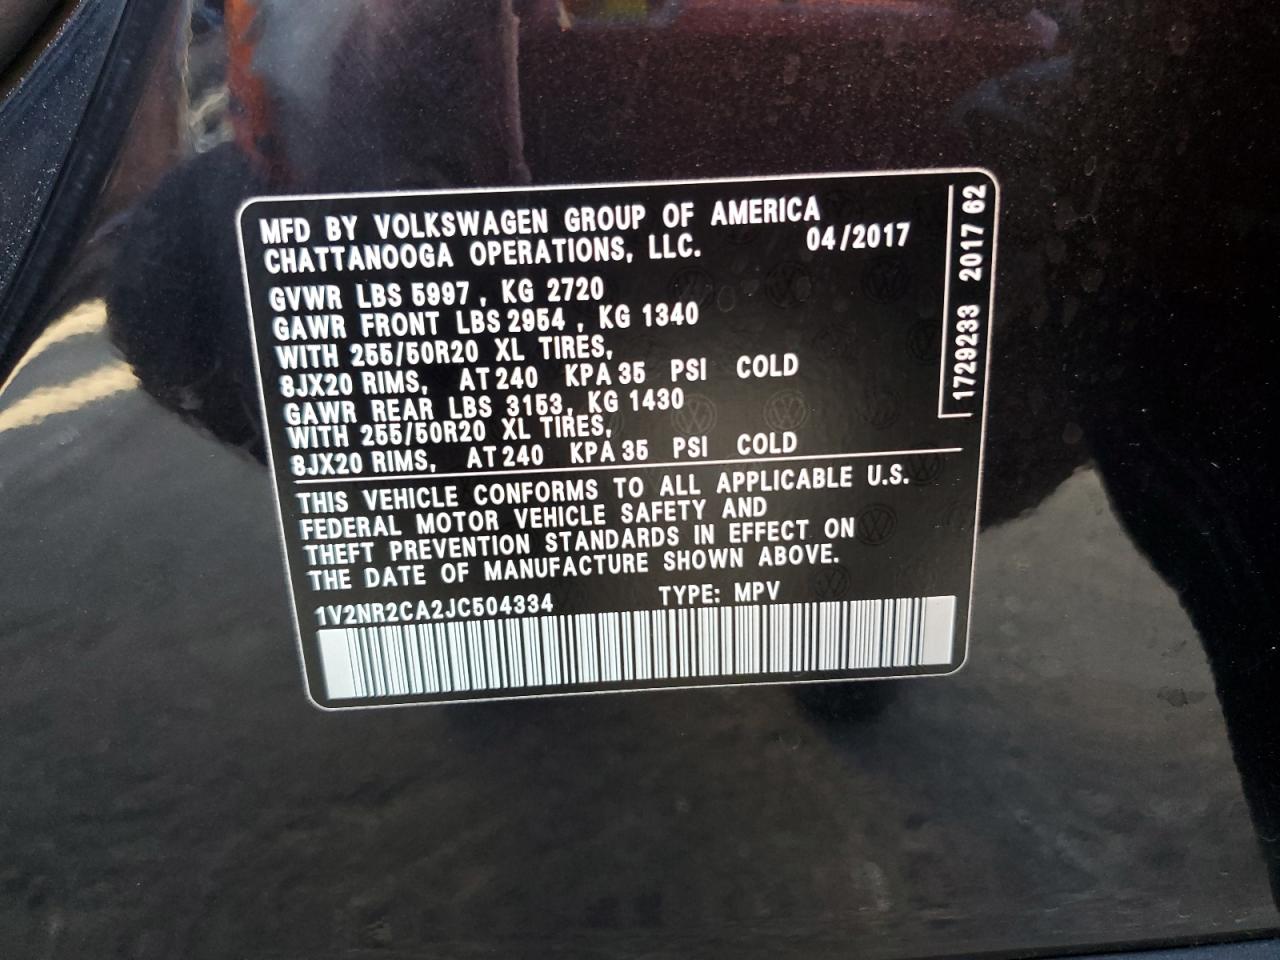 MFD BY VOLKSWAGEN GROUP OF AMERICA
CHATTANOOGA OPERATIONS, LLC. 04/2017
GVWR LBS 5997 , KG 2720
GAWR FRONT LBS 2954 , KG 1340
WITH 255/50R20 XL TIRES,
8JX20 RIMS, AT 240 KPA 35 PSI COLD
GAWR REAR LBS 3153, KG 1430
WITH 255/50R20 XL TIRES,
8JX20 RIMS, AT 240 KPA 35 PSI COLD
THIS VEHICLE CONFORMS TO ALL APPLICABLE U.S.
FEDERAL MOTOR VEHICLE SAFETY AND
THEFT PREVENTION STANDARDS IN EFFECT ON
THE DATE OF MANUFACTURE SHOWN ABOVE.
1V2NR2CA2JC504334 TYPE: MPV
1729233 2017 62